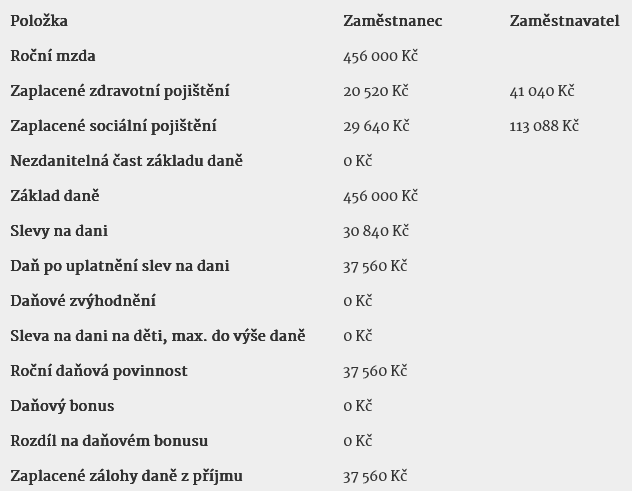 Položka Zaměstnanec Zaměstnavatel
Roční mzda 456 000 Kč
Zaplacené zdravotní pojištění 20 520 Kč 41 040 Kč
Zaplacené sociální pojištění 29 640 Kč 113 088 Kč
Nezdanitelná čast základu daně 0 Kč
Základ daně 456 000 Kč
Slevy na dani 30 840 Kč
Daň po uplatnění slev na dani 37 560 Kč
Daňové zvýhodnění 0 Kč
Sleva na dani na děti, max. do výše daně 0 Kč
Roční daňová povinnost 37 560 Kč
Daňový bonus 0 Kč
Rozdíl na daňovém bonusu 0 Kč
Zaplacené zálohy daně z příjmu 37 560 Kč